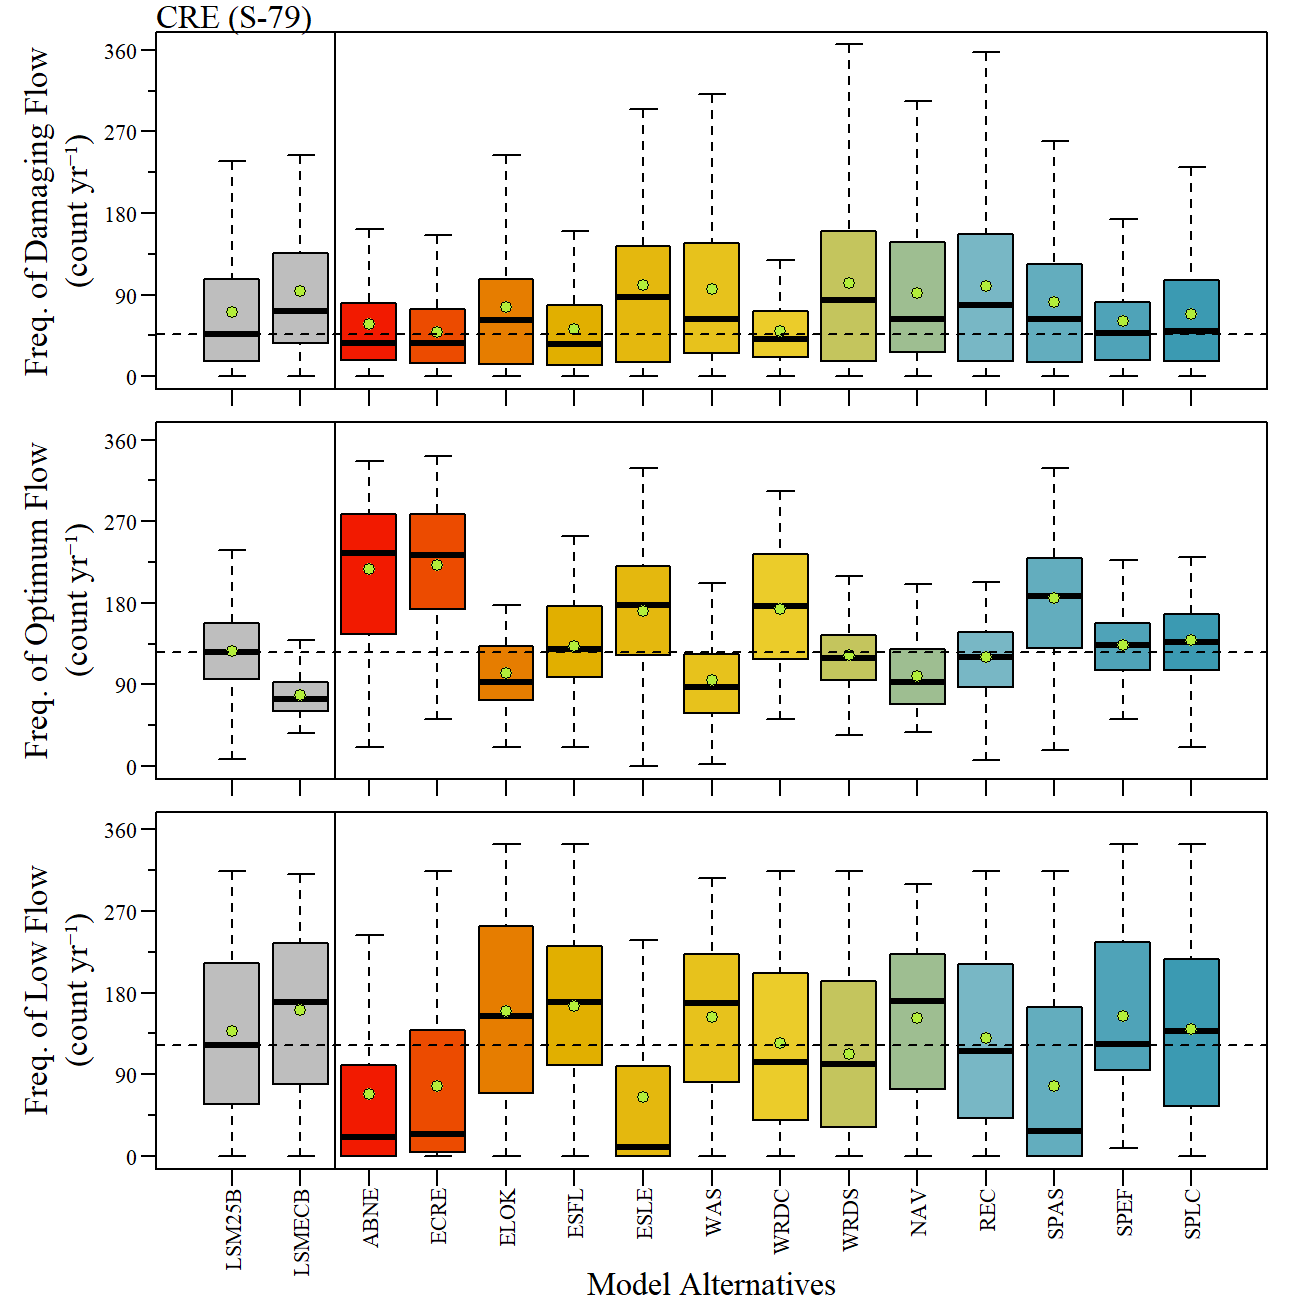 CRE (S-79)
Freq. of Damaging Flow
(count yr⁻¹)
360
270
180
90
0
Freq. of Optimum Flow
(count yr⁻¹)
360
270
180
90
0
Freq. of Low Flow
(count yr⁻¹)
360
270
180
90
0
LSM25B
LSMECB
ABNE
ECRE
ELOK
ESFL
ESLE
WAS
WRDC
WRDS
NAV
REC
SPAS
SPEF
SPLC
Model Alternatives